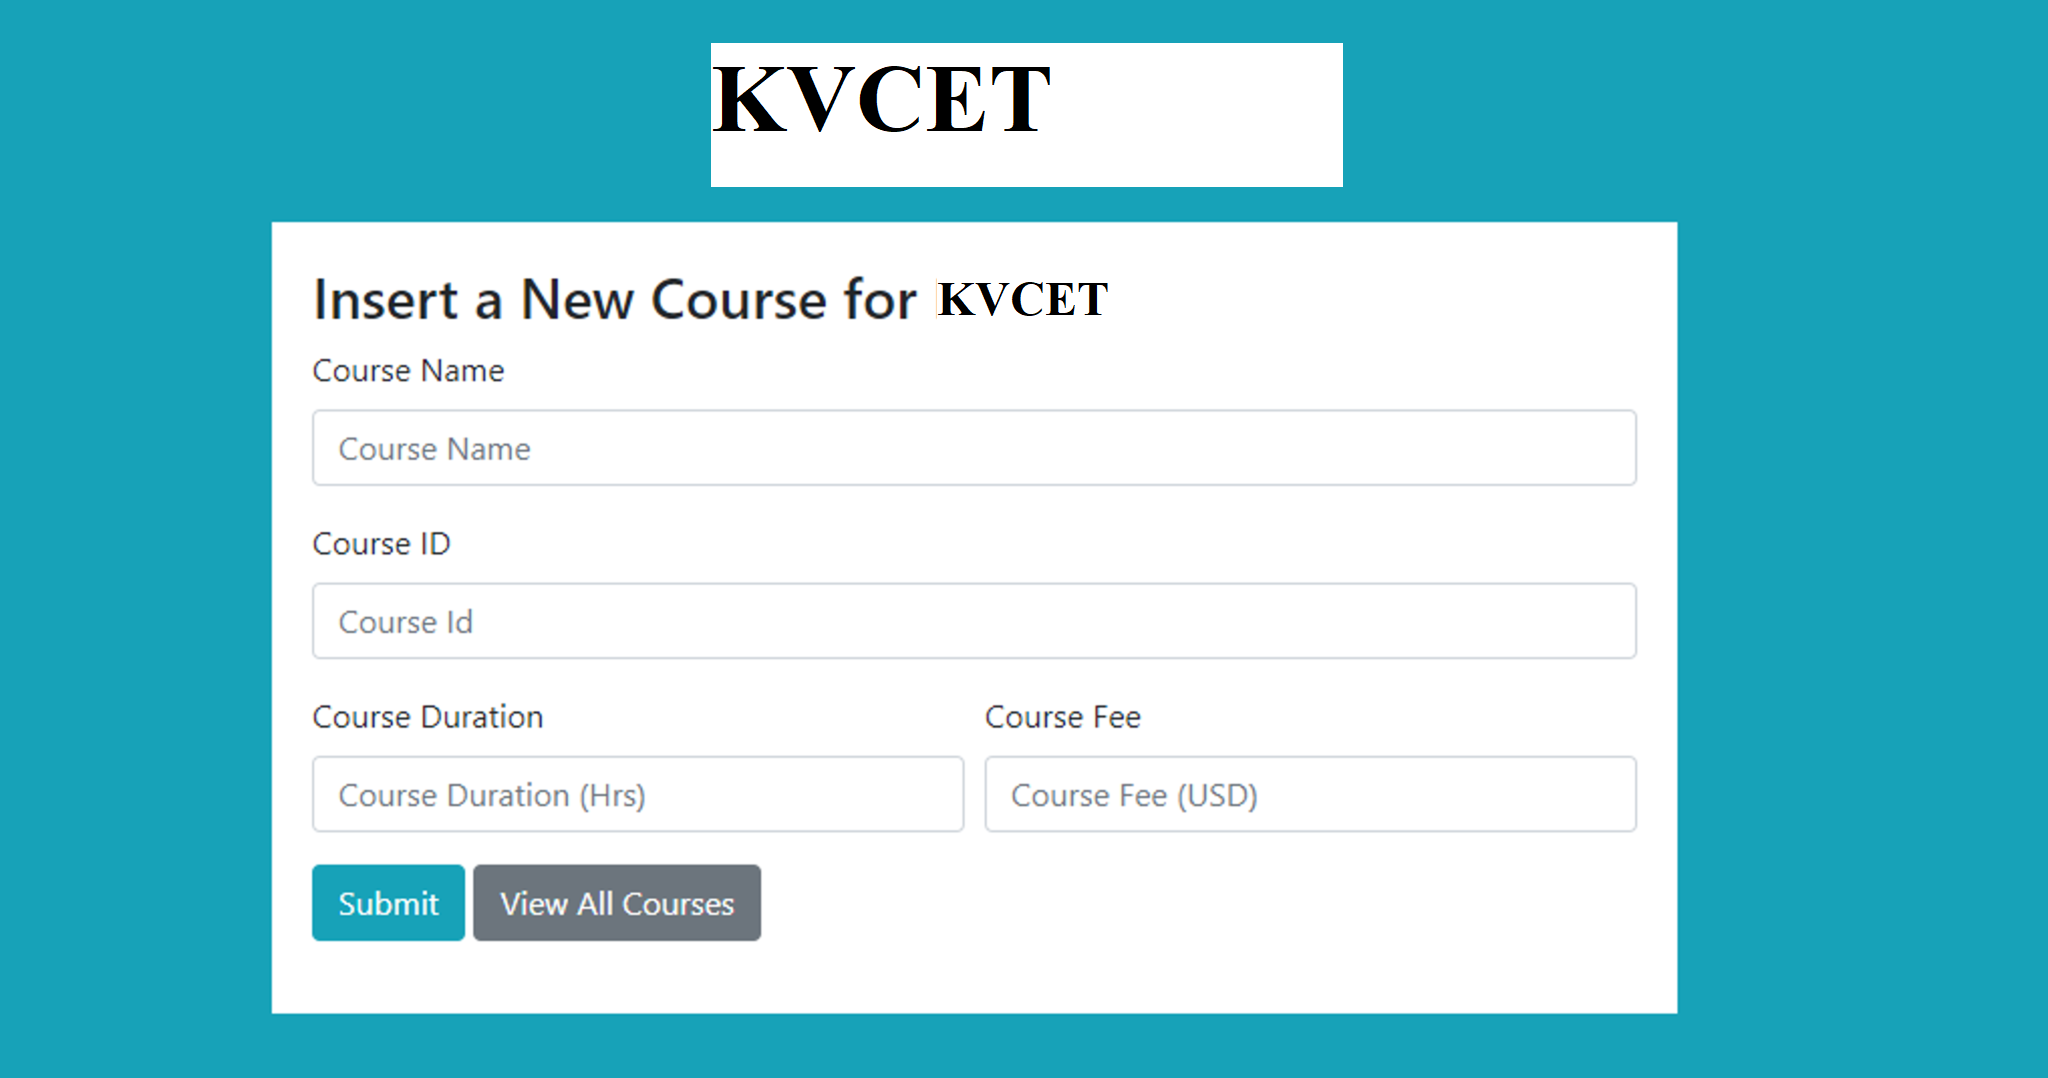 KVCET
Insert a New Course for KVCET
Course Name
Course Name
Course ID
Course Id
Course Duration Course Fee
Course Duration (Hrs) Course Fee (USD)
Submit View All Courses